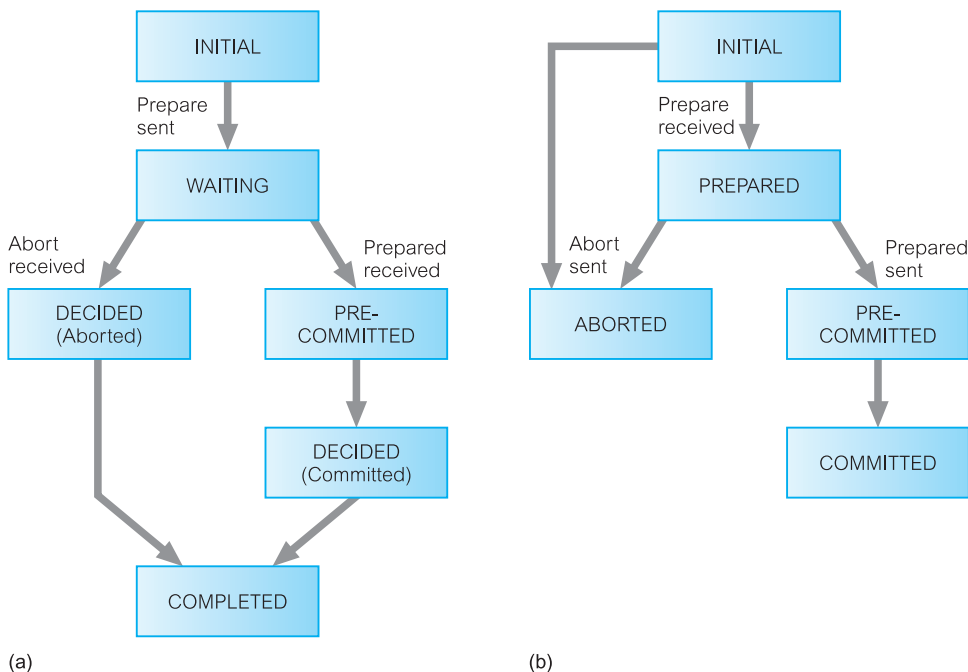 INITIAL
Prepare
sent
WAITING
Abort
received
Prepared
received
DECIDED
(Aborted)
PRE-
COMMITTED
DECIDED
(Committed)
COMPLETED
(a)
INITIAL
Prepare
received
PREPARED
Abort
sent
Prepared
sent
ABORTED
PRE-
COMMITTED
COMMITTED
(b)